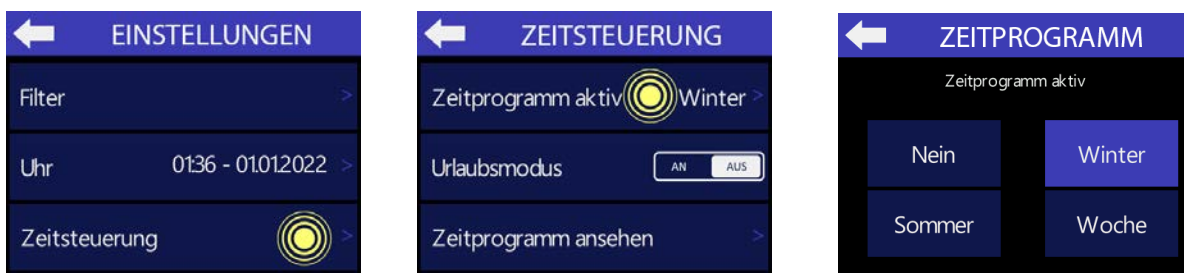 EINSTELLUNGEN
Filter >
Uhr 01:36 - 01.01.2022 >
Zeitsteuerung >
ZEITSTEUERUNG
Zeitprogramm aktiv Winter >
Urlaubsmodus AN AUS
Zeitprogramm ansehen >
ZEITPROGRAMM
Zeitprogramm aktiv
Nein Winter
Sommer Woche